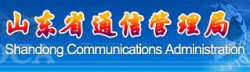 山东省通信管理局
Shandong Communications Administration